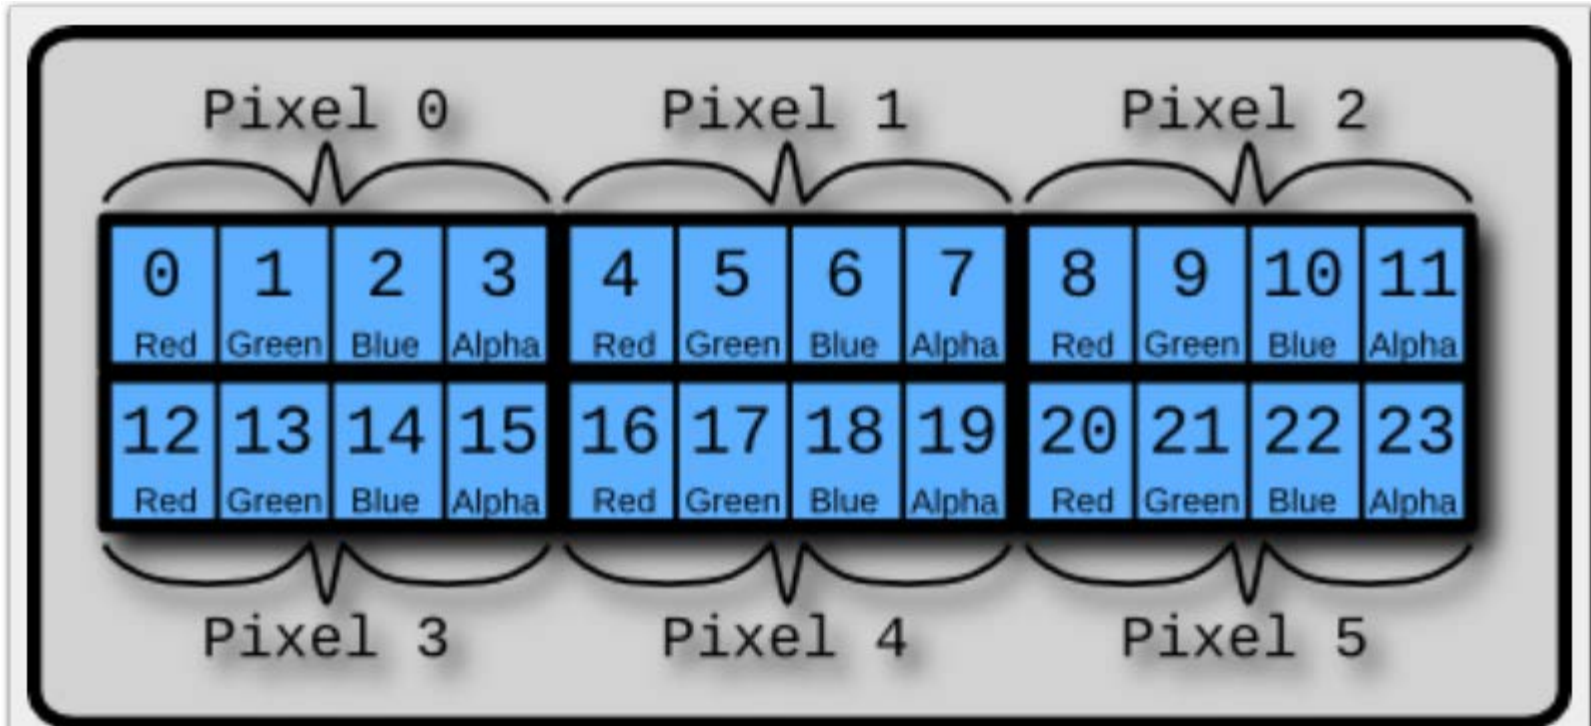 Pixel 0 Pixel 1 Pixel 2
0 1 2 3 4 5 6 7 8 9 10 11
Red Green Blue Alpha Red Green Blue Alpha Red Green Blue Alpha
12 13 14 15 16 17 18 19 20 21 22 23
Red Green Blue Alpha Red Green Blue Alpha Red Green Blue Alpha
Pixel 3 Pixel 4 Pixel 5